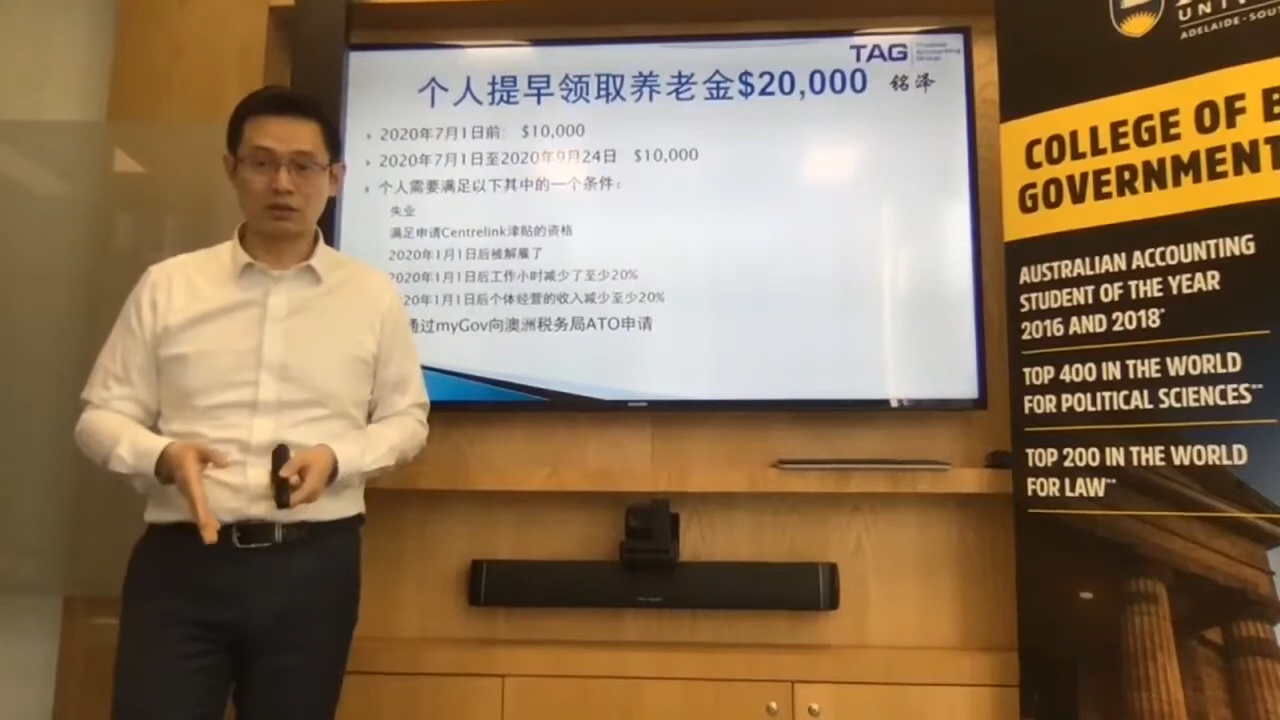 TAG
个人提早领取养老金$20,000
铭泽
2020年7月1日前: $10,000
2020年7月1日至2020年9月24日 $10,000
个人需要满足以下其中的一个条件:
失业
满足申请Centrelink津贴的资格
2020年1月1日后被解雇了
2020年1月1日后工作小时减少了至少20%
20年1月1日后个体经营的收入减少至少20%
通过myGov向澳洲税务局ATO申请
ADELAIDE · SOU
COLLEGE OF B
GOVERNMENT
AUSTRALIAN ACCOUNTING
STUDENT OF THE YEAR
2016 AND 2018*
TOP 400 IN THE WORLD
FOR POLITICAL SCIENCES**
TOP 200 IN THE WORLD
FOR LAW**